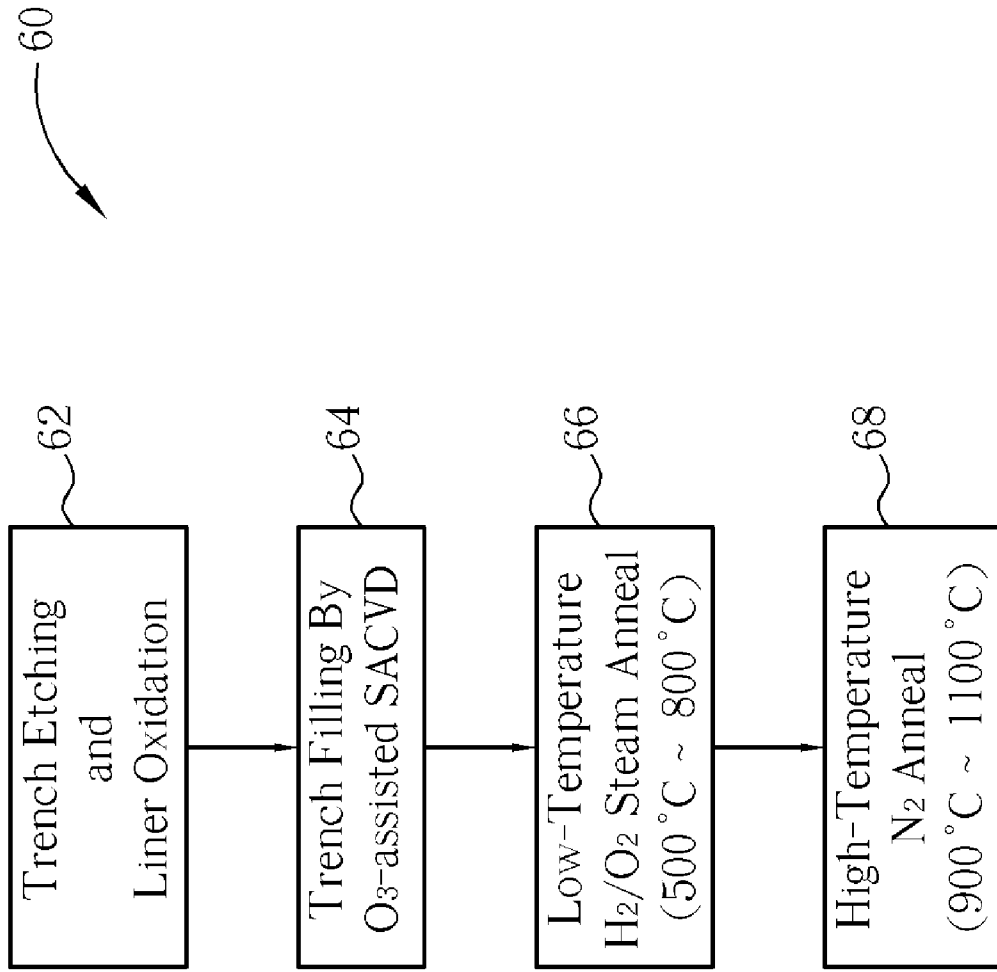 60
Trench Etching
and
Liner Oxidation
62
Trench Filling By
O₃-assisted SACVD
64
Low-Temperature
H₂/O₂ Steam Anneal
(500°C ~ 800°C)
66
High-Temperature
N₂ Anneal
(900°C ~ 1100°C)
68